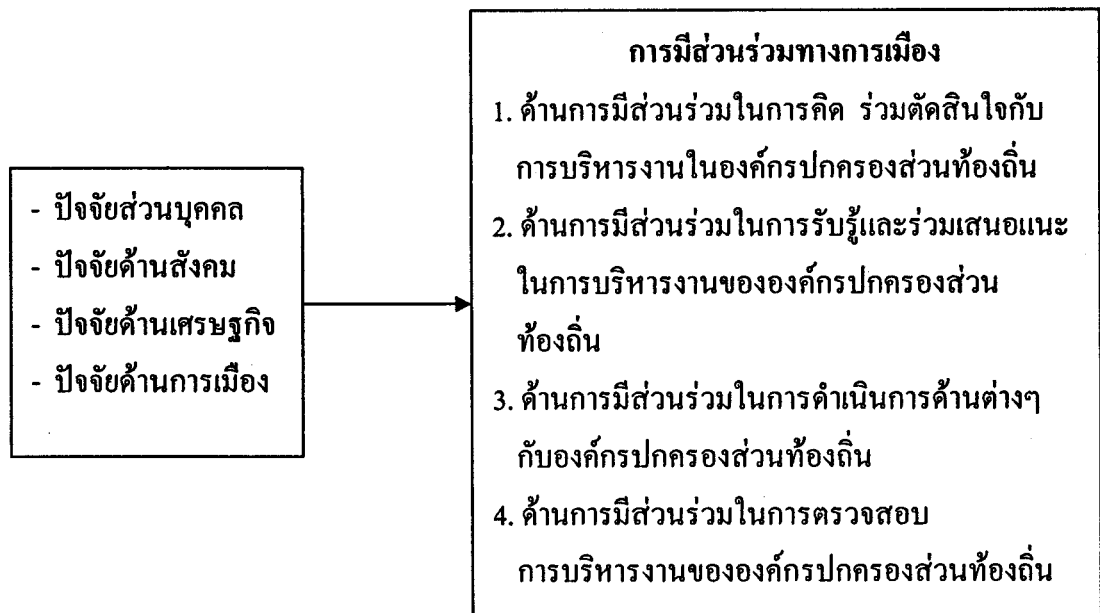 - ปัจจัยส่วนบุคคล
- ปัจจัยด้านสังคม
- ปัจจัยด้านเศรษฐกิจ
- ปัจจัยด้านการเมือง
การมีส่วนร่วมทางการเมือง
1. ด้านการมีส่วนร่วมในการคิด ร่วมตัดสินใจกับ
การบริหารงานในองค์กรปกครองส่วนท้องถิ่น
2. ด้านการมีส่วนร่วมในการรับรู้และร่วมเสนอแนะ
ในการบริหารงานขององค์กรปกครองส่วน
ท้องถิ่น
3. ด้านการมีส่วนร่วมในการดำเนินการด้านต่างๆ
กับองค์กรปกครองส่วนท้องถิ่น
4. ด้านการมีส่วนร่วมในการตรวจสอบ
การบริหารงานขององค์กรปกครองส่วนท้องถิ่น